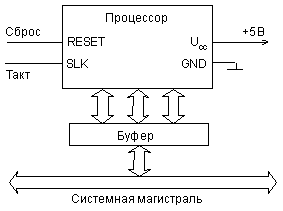 Процессор
Сброс
RESET
Ucc
+5В
Такт
SLK
GND
Буфер
Системная магистраль